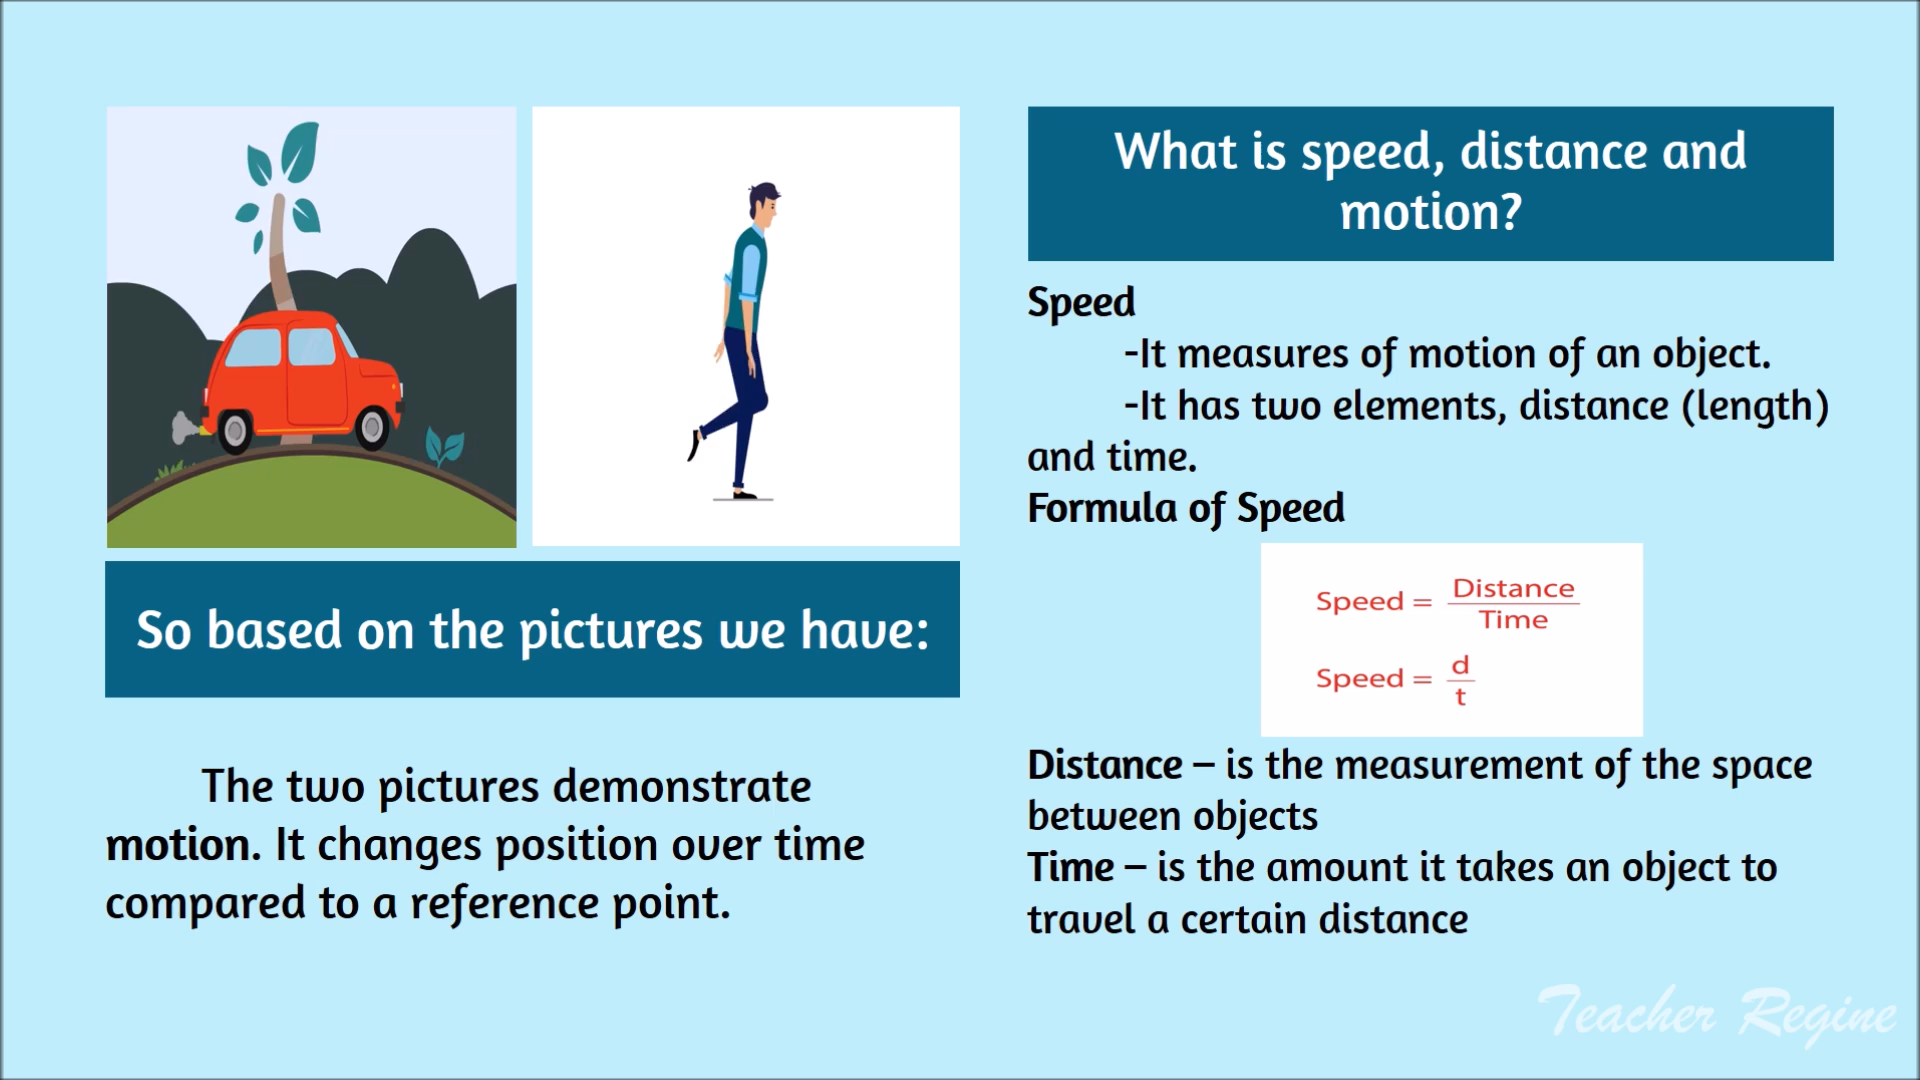 So based on the pictures we have:
The two pictures demonstrate
motion. It changes position over time
compared to a reference point.
What is speed, distance and
motion?
Speed
-It measures of motion of an object.
-It has two elements, distance (length)
and time.
Formula of Speed
Speed = Distance
Time
Speed = d
t
Distance – is the measurement of the space
between objects
Time – is the amount it takes an object to
travel a certain distance
Teacher Regine